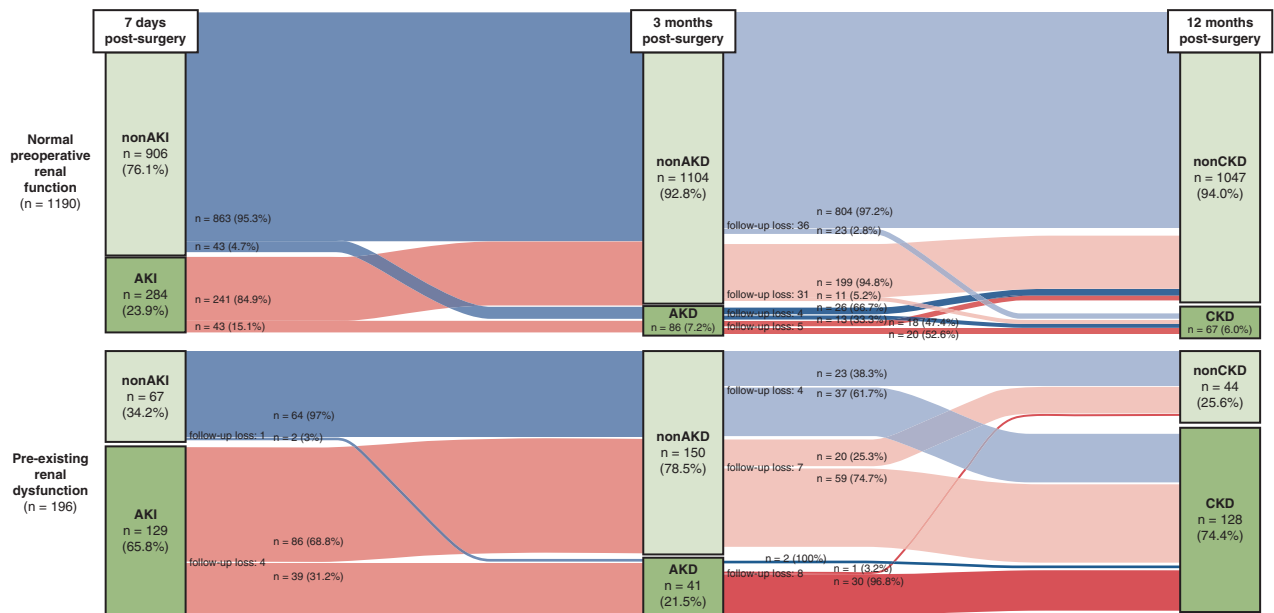 7 days
post-surgery
3 months
post-surgery
12 months
post-surgery
Normal
preoperative
renal
function
(n = 1190)
nonAKI
n = 906
(76.1%)
AKI
n = 284
(23.9%)
n = 863 (95.3%)
n = 43 (4.7%)
n = 241 (84.9%)
n = 43 (15.1%)
nonAKD
n = 1104
(92.8%)
AKD
n = 86 (7.2%)
follow-up loss: 36
n = 804 (97.2%)
n = 23 (2.8%)
follow-up loss: 31
n = 199 (94.8%)
n = 11 (5.2%)
follow-up loss: 4
n = 26 (66.7%)
n = 13 (33.3%)
follow-up loss: 5
n = 18 (47.4%)
n = 20 (52.6%)
nonCKD
n = 1047
(94.0%)
CKD
n = 67 (6.0%)
Pre-existing
renal
dysfunction
(n = 196)
nonAKI
n = 67
(34.2%)
AKI
n = 129
(65.8%)
n = 64 (97%)
follow-up loss: 1
n = 2 (3%)
n = 86 (68.8%)
follow-up loss: 4
n = 39 (31.2%)
nonAKD
n = 150
(78.5%)
AKD
n = 41
(21.5%)
n = 23 (38.3%)
follow-up loss: 4
n = 37 (61.7%)
n = 20 (25.3%)
follow-up loss: 7
n = 59 (74.7%)
n = 2 (100%)
follow-up loss: 8
n = 1 (3.2%)
n = 30 (96.8%)
nonCKD
n = 44
(25.6%)
CKD
n = 128
(74.4%)